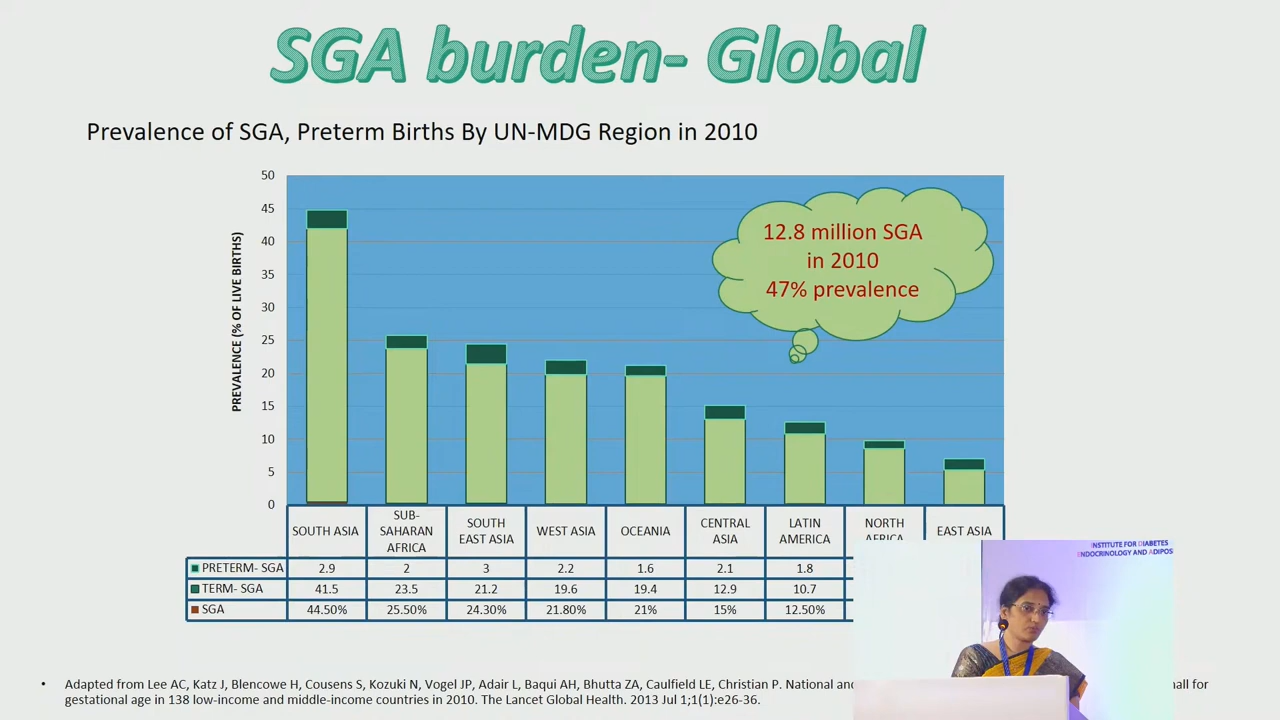 SGA burden- Global
Prevalence of SGA, Preterm Births By UN-MDG Region in 2010
PREVALENCE (% OF LIVE BIRTHS)
50
45
40
35
30
25
20
15
10
5
0
12.8 million SGA
in 2010
47% prevalence
SOUTH ASIA SUB-SAHARAN AFRICA SOUTH EAST ASIA WEST ASIA OCEANIA CENTRAL ASIA LATIN AMERICA NORTH AFRICA EAST ASIA
PRETERM- SGA 2.9 2 3 2.2 1.6 2.1 1.8
TERM- SGA 41.5 23.5 21.2 19.6 19.4 12.9 10.7
SGA 44.50% 25.50% 24.30% 21.80% 21% 15% 12.50%
INSTITUTE FOR DIABETES
ENDOCRINOLOGY AND ADIPOS
• Adapted from Lee AC, Katz J, Blencowe H, Cousens S, Kozuki N, Vogel JP, Adair L, Baqui AH, Bhutta ZA, Caulfield LE, Christian P. National and mall for
gestational age in 138 low-income and middle-income countries in 2010. The Lancet Global Health. 2013 Jul 1;1(1):e26-36.